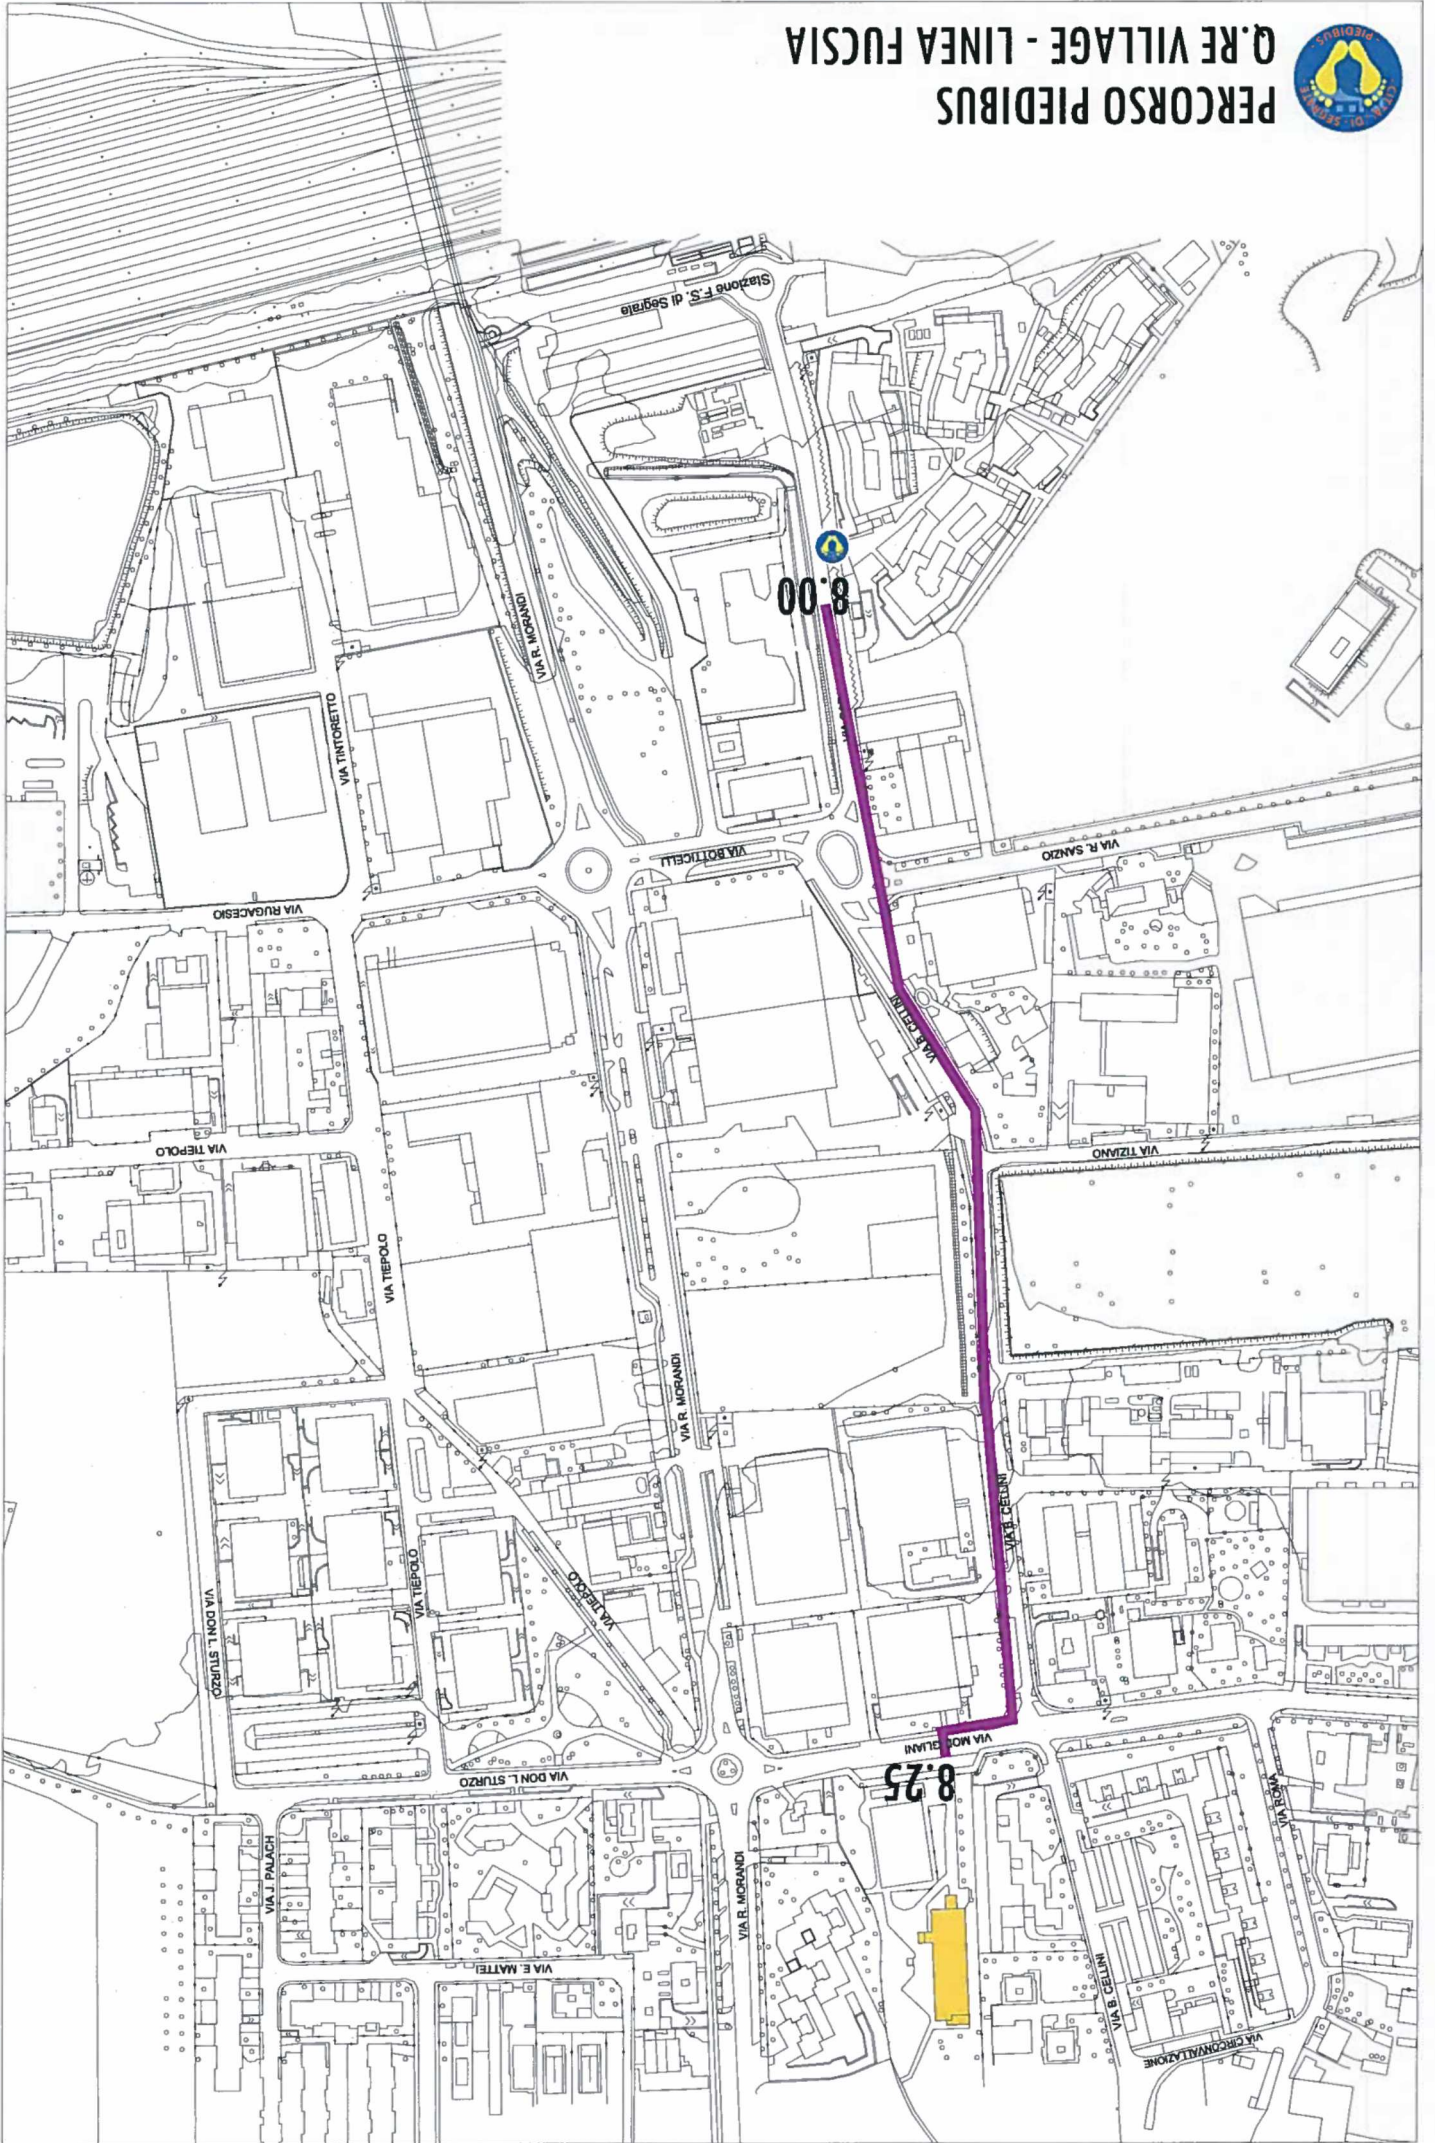 PERCORSO PIEDIBUS
Q.RE VILLAGE - LINEA FUCSIA
CITTA' DI SEGRATE
- PIEDIBUS -
Stazione F.S. di Segrate
8.00
VIA R. MORANDI
VIA TINTORETTO
VIA BOTTICELLI
VIA R. SANZIO
VIA RUGACESIO
VIA B. CELLINI
VIA TIEPOLO
VIA TIZIANO
VIA TIEPOLO
VIA R. MORANDI
VIA B. CELLINI
VIA TIEPOLO
VIA TIEPOLO
VIA DON L. STURZO
VIA MODIGLIANI
8.25
VIA DON L. STURZO
VIA ROMA
VIA J. PALACH
VIA R. MORANDI
VIA E. MATTEI
VIA B. CELLINI
VIA CIRCONVALLAZIONE